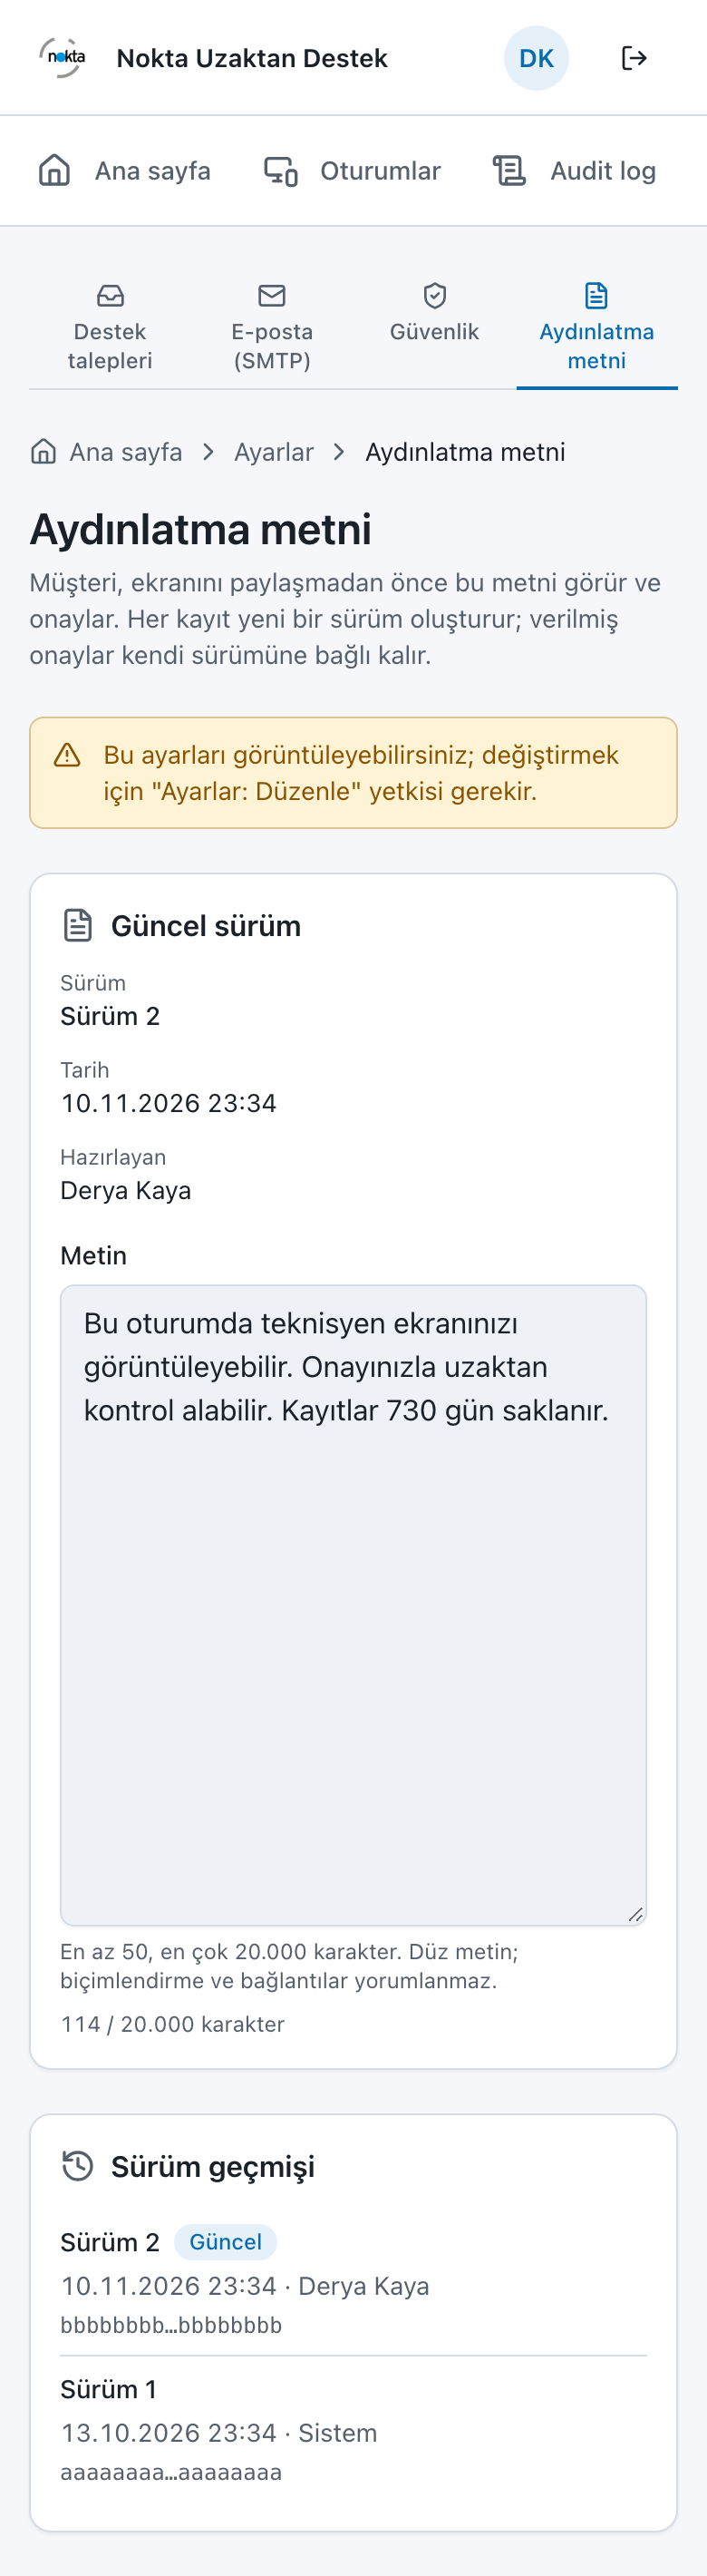 nokta
Nokta Uzaktan Destek
DK
Ana sayfa
Oturumlar
Audit log
Destek
talepleri
E-posta
(SMTP)
Güvenlik
Aydınlatma
metni
Ana sayfa > Ayarlar > Aydınlatma metni
Aydınlatma metni
Müşteri, ekranını paylaşmadan önce bu metni görür ve
onaylar. Her kayıt yeni bir sürüm oluşturur; verilmiş
onaylar kendi sürümüne bağlı kalır.
Bu ayarları görüntüleyebilirsiniz; değiştirmek
için "Ayarlar: Düzenle" yetkisi gerekir.
Güncel sürüm
Sürüm
Sürüm 2
Tarih
10.11.2026 23:34
Hazırlayan
Derya Kaya
Metin
Bu oturumda teknisyen ekranınızı
görüntüleyebilir. Onayınızla uzaktan
kontrol alabilir. Kayıtlar 730 gün saklanır.
En az 50, en çok 20.000 karakter. Düz metin;
biçimlendirme ve bağlantılar yorumlanmaz.
114 / 20.000 karakter
Sürüm geçmişi
Sürüm 2 Güncel
10.11.2026 23:34 · Derya Kaya
bbbbbbbb…bbbbbbbb
Sürüm 1
13.10.2026 23:34 · Sistem
aaaaaaaa…aaaaaaaa